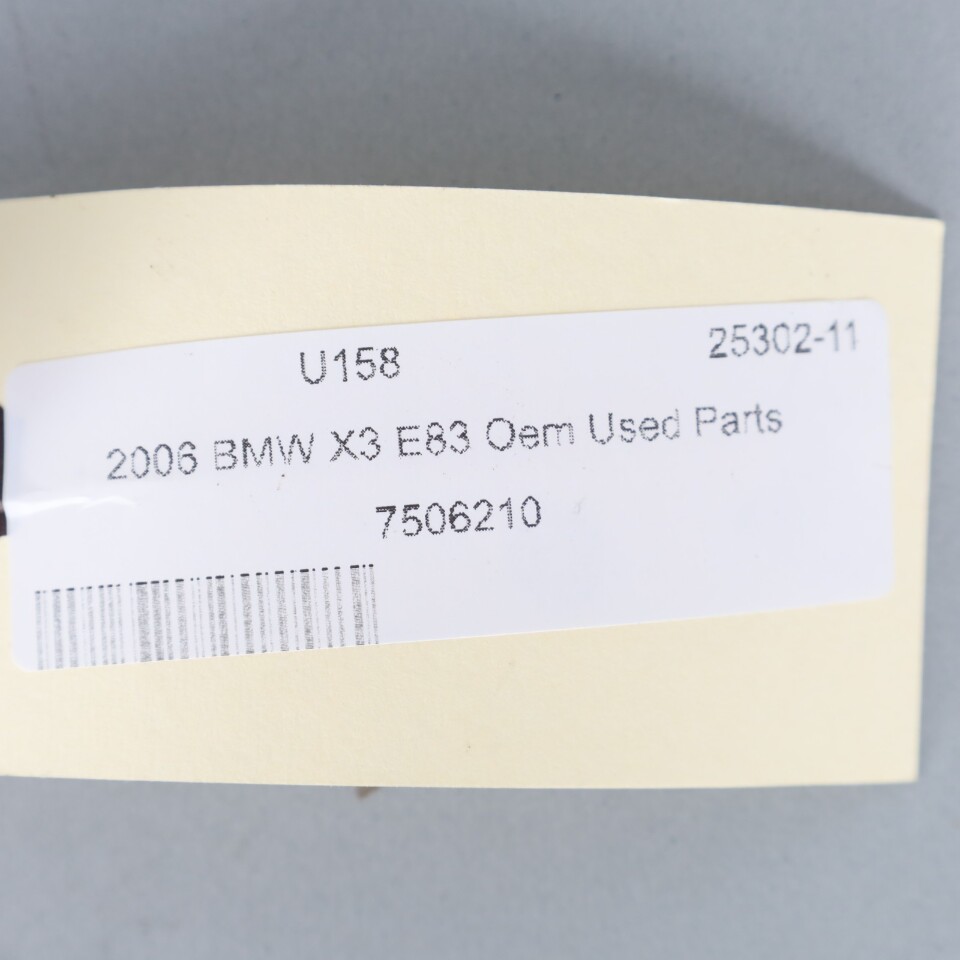 U158 25302-11
2006 BMW X3 E83 Oem Used Parts
7506210